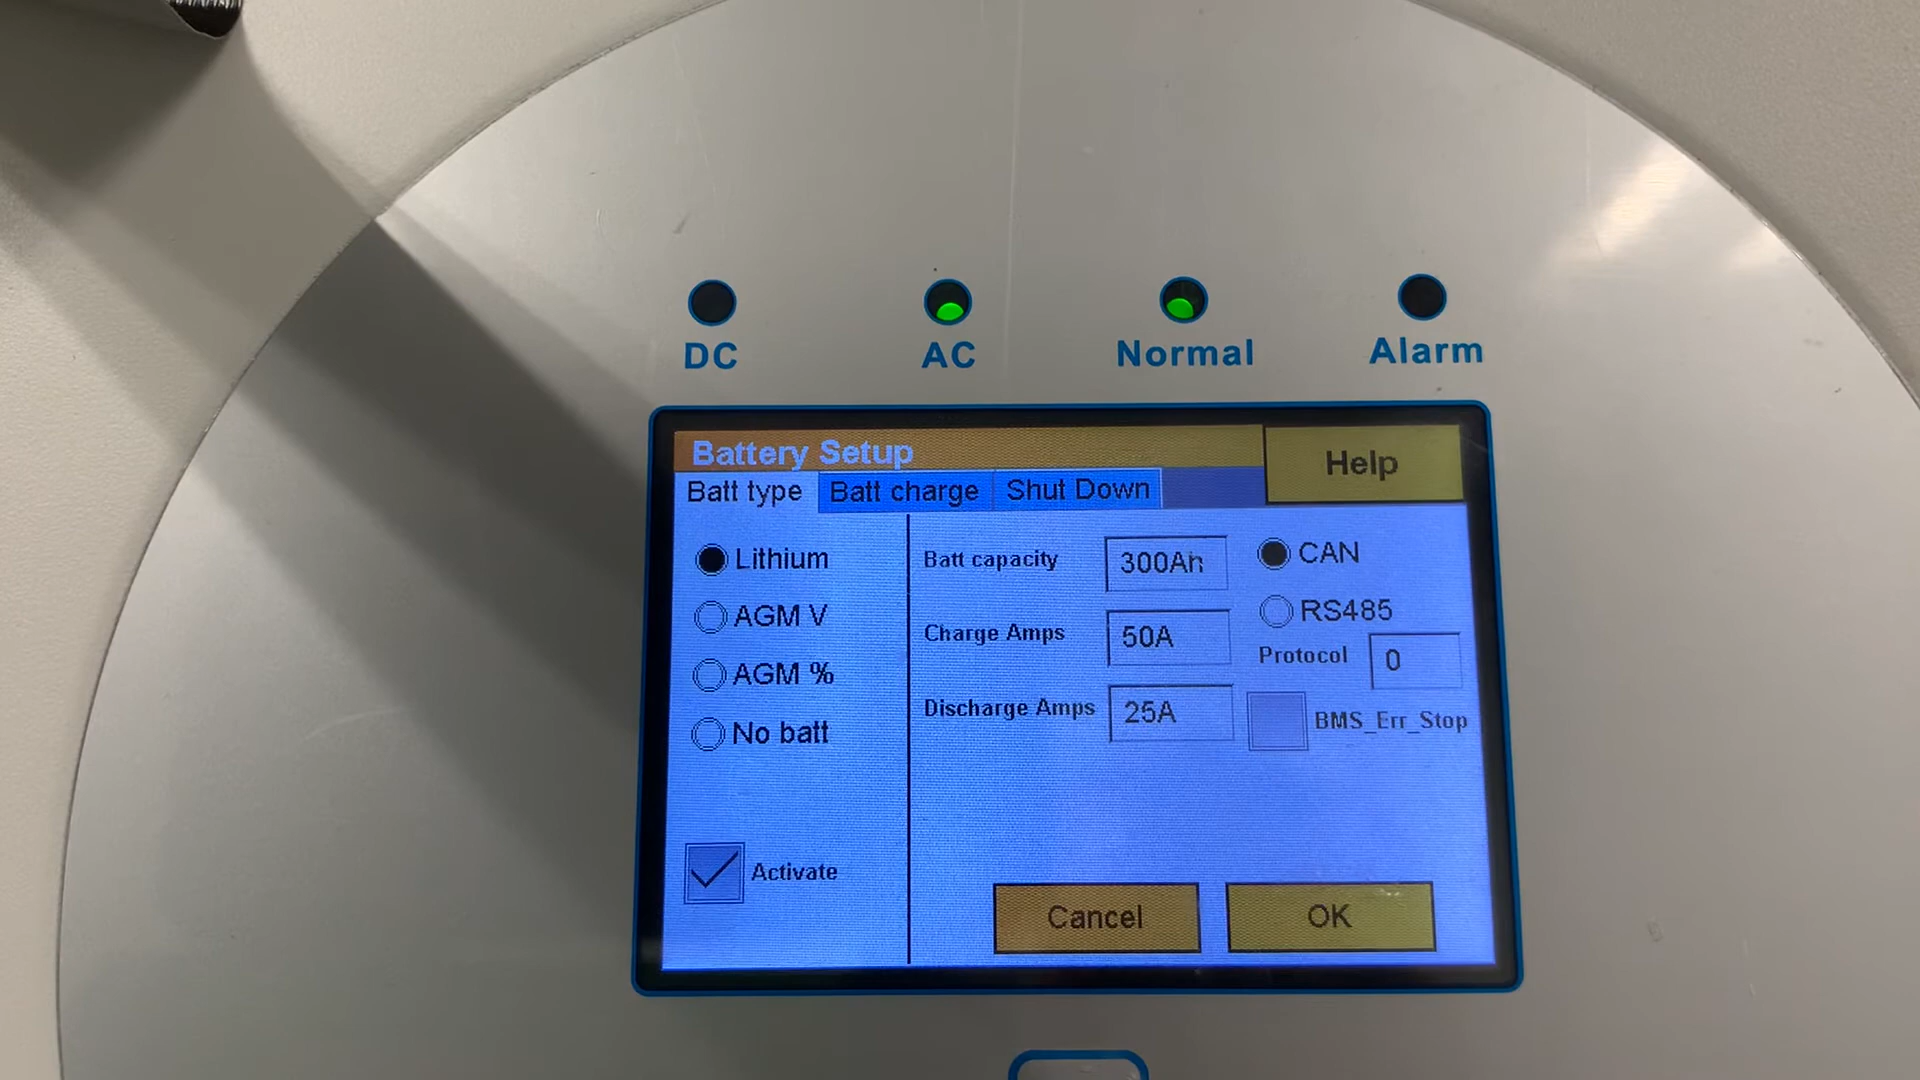 DC AC Normal Alarm
Battery Setup Help
Batt type Batt charge Shut Down
Lithium Batt capacity 300Ah CAN
AGM V RS485
Charge Amps 50A Protocol 0
AGM %
Discharge Amps 25A BMS_Err_Stop
No batt
Activate
Cancel OK